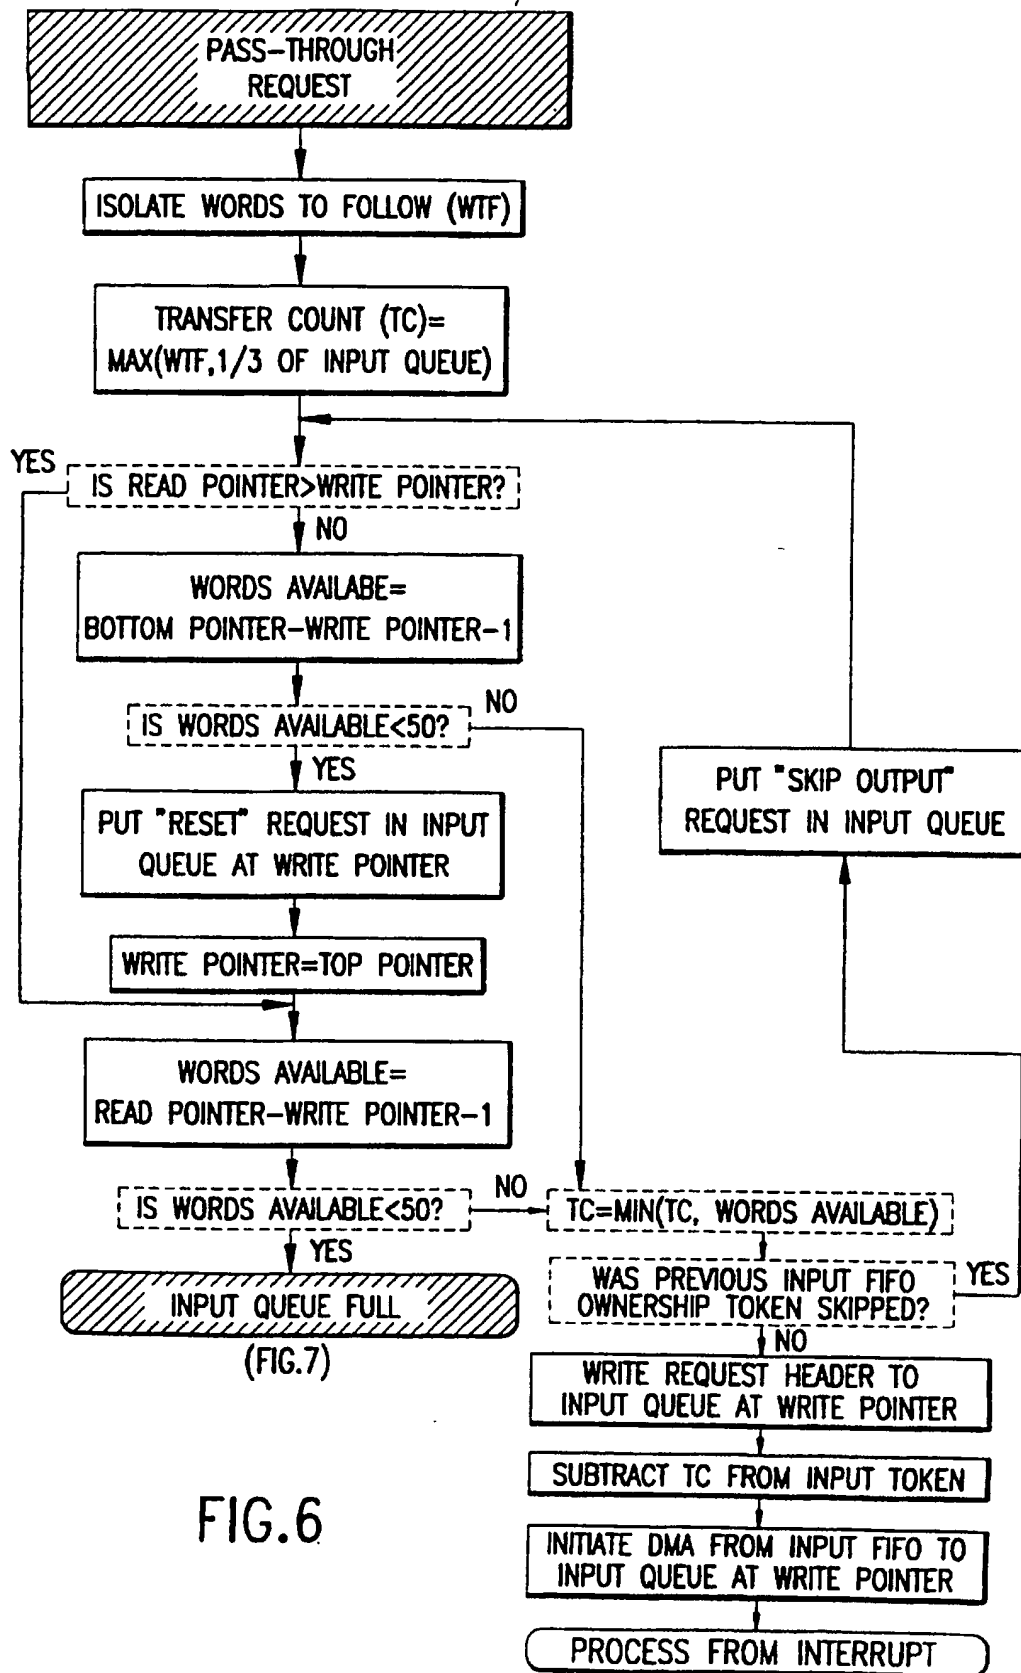 PASS-THROUGH
REQUEST
ISOLATE WORDS TO FOLLOW (WTF)
TRANSFER COUNT (TC)=
MAX(WTF,1/3 OF INPUT QUEUE)
YES
IS READ POINTER>WRITE POINTER?
NO
WORDS AVAILABE=
BOTTOM POINTER-WRITE POINTER-1
NO
IS WORDS AVAILABLE<50?
YES
PUT "RESET" REQUEST IN INPUT
QUEUE AT WRITE POINTER
WRITE POINTER=TOP POINTER
WORDS AVAILABLE=
READ POINTER-WRITE POINTER-1
IS WORDS AVAILABLE<50?
NO
YES
INPUT QUEUE FULL
(FIG.7)
PUT "SKIP OUTPUT"
REQUEST IN INPUT QUEUE
TC=MIN(TC, WORDS AVAILABLE)
WAS PREVIOUS INPUT FIFO
OWNERSHIP TOKEN SKIPPED?
YES
NO
WRITE REQUEST HEADER TO
INPUT QUEUE AT WRITE POINTER
SUBTRACT TC FROM INPUT TOKEN
INITIATE DMA FROM INPUT FIFO TO
INPUT QUEUE AT WRITE POINTER
PROCESS FROM INTERRUPT
FIG.6